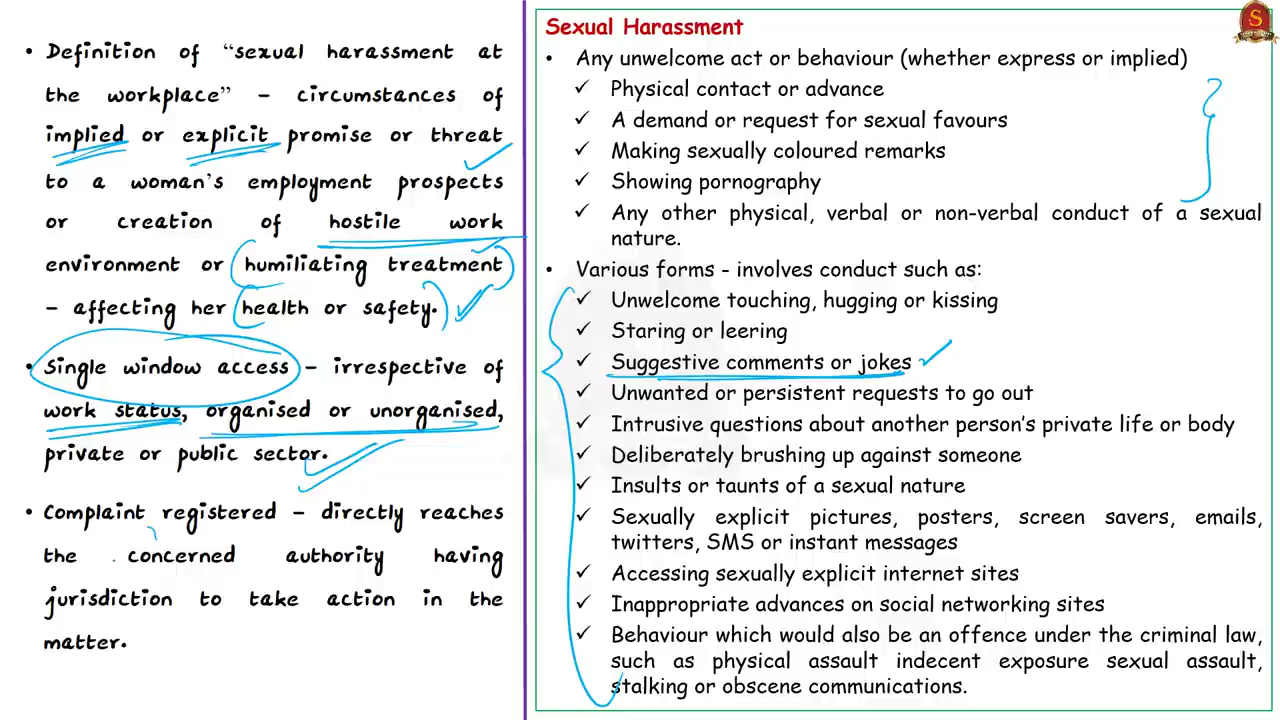 • Definition of “sexual harassment at
the workplace” – circumstances of
implied or explicit promise or threat
to a woman's employment prospects
or creation of hostile work
environment or humiliating treatment
– affecting her health or safety.
• Single window access – irrespective of
work status, organised or unorganised,
private or public sector.
• Complaint registered – directly reaches
the concerned authority having
jurisdiction to take action in the
matter.
Sexual Harassment
• Any unwelcome act or behaviour (whether express or implied)
✓ Physical contact or advance
✓ A demand or request for sexual favours
✓ Making sexually coloured remarks
✓ Showing pornography
✓ Any other physical, verbal or non-verbal conduct of a sexual
nature.
• Various forms - involves conduct such as:
✓ Unwelcome touching, hugging or kissing
✓ Staring or leering
✓ Suggestive comments or jokes
✓ Unwanted or persistent requests to go out
✓ Intrusive questions about another person's private life or body
✓ Deliberately brushing up against someone
✓ Insults or taunts of a sexual nature
✓ Sexually explicit pictures, posters, screen savers, emails,
twitters, SMS or instant messages
✓ Accessing sexually explicit internet sites
✓ Inappropriate advances on social networking sites
✓ Behaviour which would also be an offence under the criminal law,
such as physical assault indecent exposure sexual assault,
stalking or obscene communications.
S